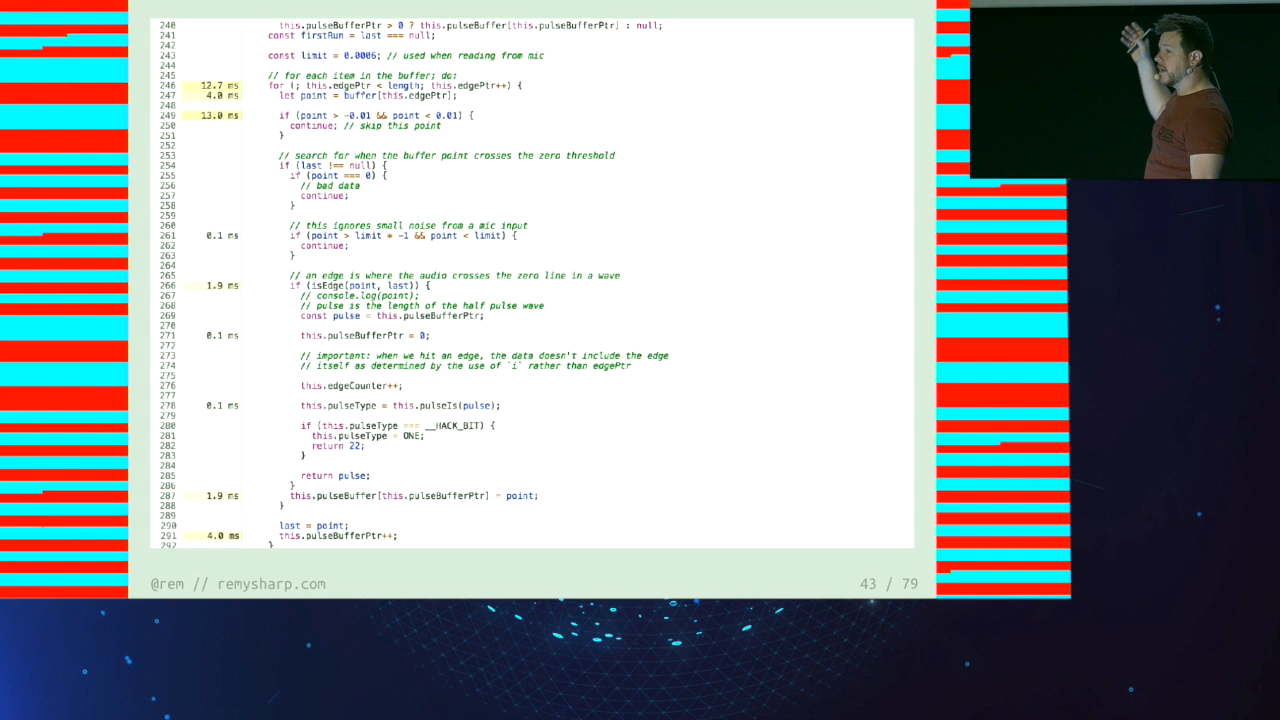 240 this.pulseBufferPtr > 0 ? this.pulseBuffer[this.pulseBufferPtr] : null;
241 const firstRun = last === null;
242
243 const limit = 0.0006; // used when reading from mic
244
245 // for each item in the buffer; do:
246 12.7 ms for (; this.edgePtr < length; this.edgePtr++) {
247 4.0 ms let point = buffer[this.edgePtr];
248
249 13.0 ms if (point > -0.01 && point < 0.01) {
250 continue; // skip this point
251 }
252
253 // search for when the buffer point crosses the zero threshold
254 if (last !== null) {
255 if (point === 0) {
256 // bad data
257 continue;
258 }
259
260 // this ignores small noise from a mic input
261 0.1 ms if (point > limit * -1 && point < limit) {
262 continue;
263 }
264
265 // an edge is where the audio crosses the zero line in a wave
266 1.9 ms if (isEdge(point, last)) {
267 // console.log(point);
268 // pulse is the length of the half pulse wave
269 const pulse = this.pulseBufferPtr;
270
271 0.1 ms this.pulseBufferPtr = 0;
272
273 // important: when we hit an edge, the data doesn't include the edge
274 // itself as determined by the use of `i` rather than edgePtr
275
276 this.edgeCounter++;
277
278 0.1 ms this.pulseType = this.pulseIs(pulse);
279
280 if (this.pulseType === __HACK_BIT) {
281 this.pulseType = ONE;
282 return 22;
283 }
284
285 return pulse;
286 }
287 1.9 ms this.pulseBuffer[this.pulseBufferPtr] = point;
288 }
289
290 last = point;
291 4.0 ms this.pulseBufferPtr++;
292 }
@rem // remysharp.com
43 / 79